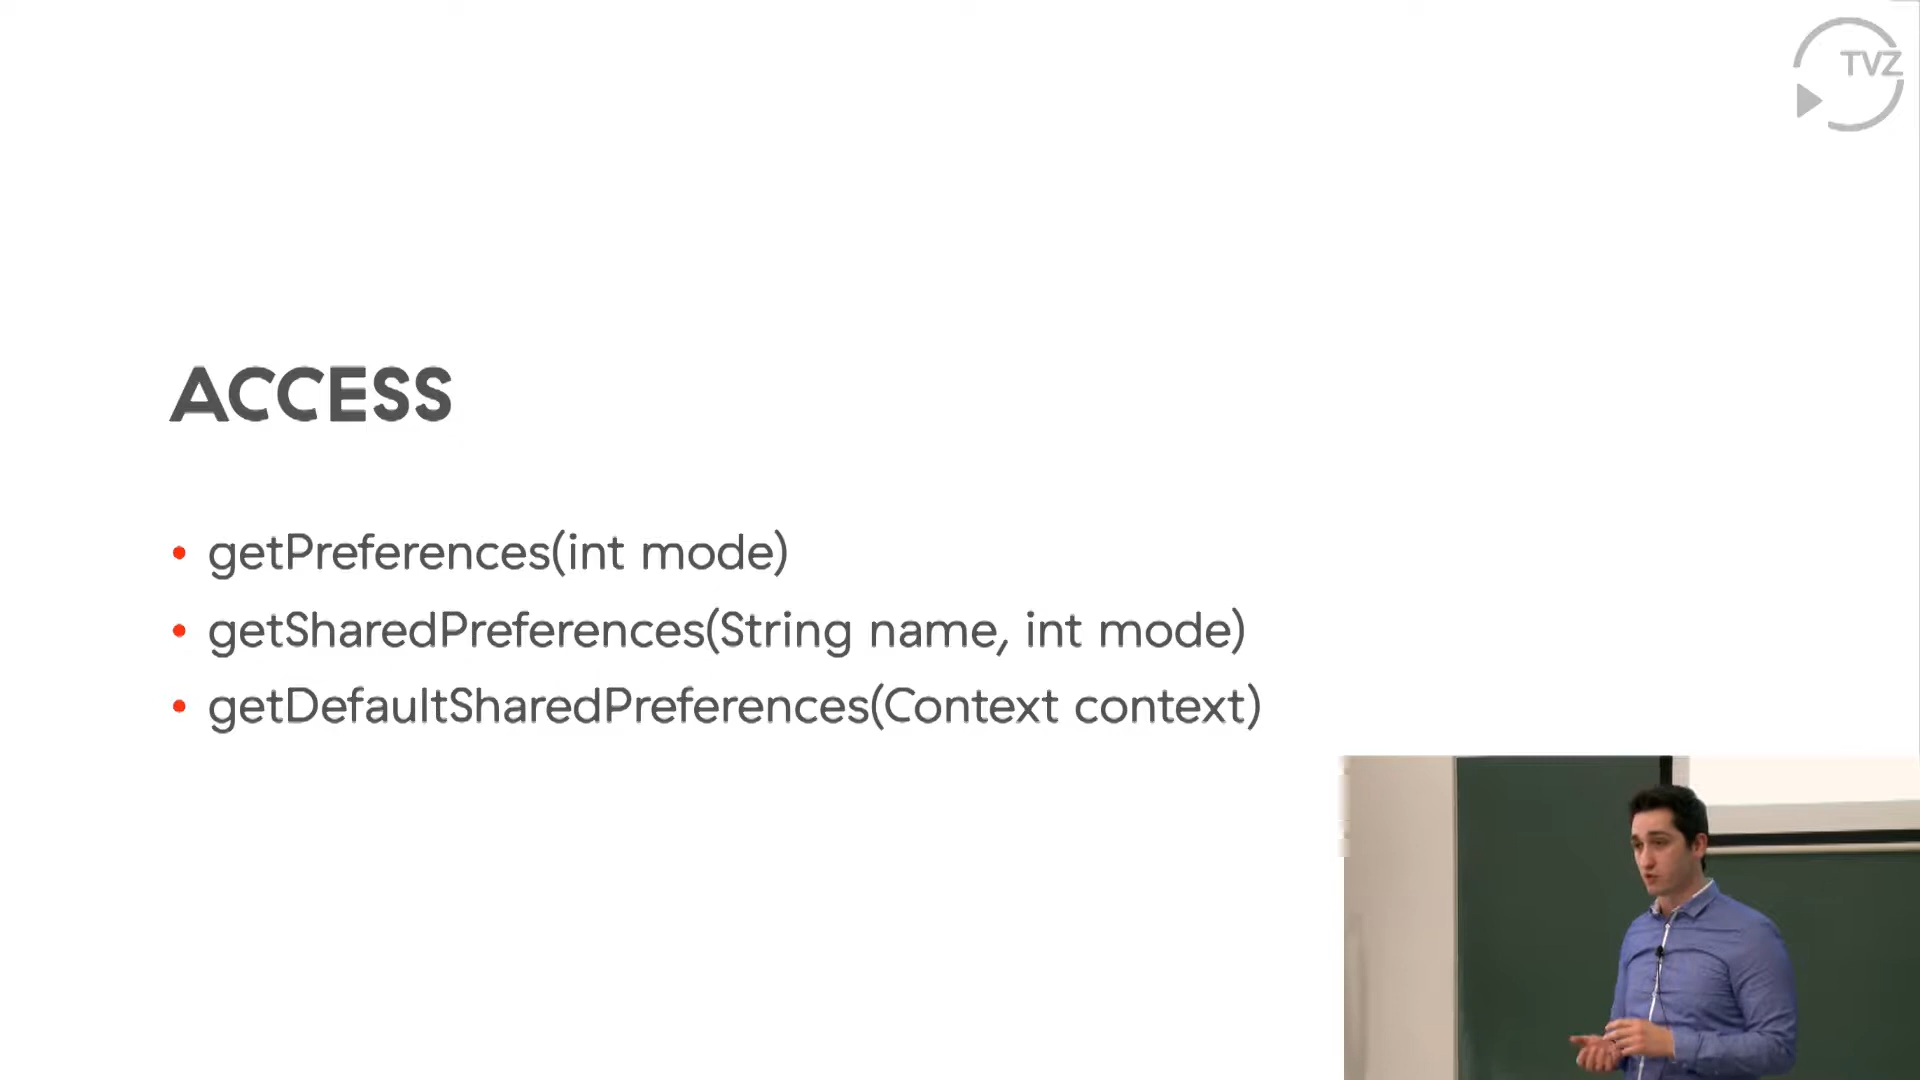 TVZ
ACCESS
• getPreferences(int mode)
• getSharedPreferences(String name, int mode)
• getDefaultSharedPreferences(Context context)